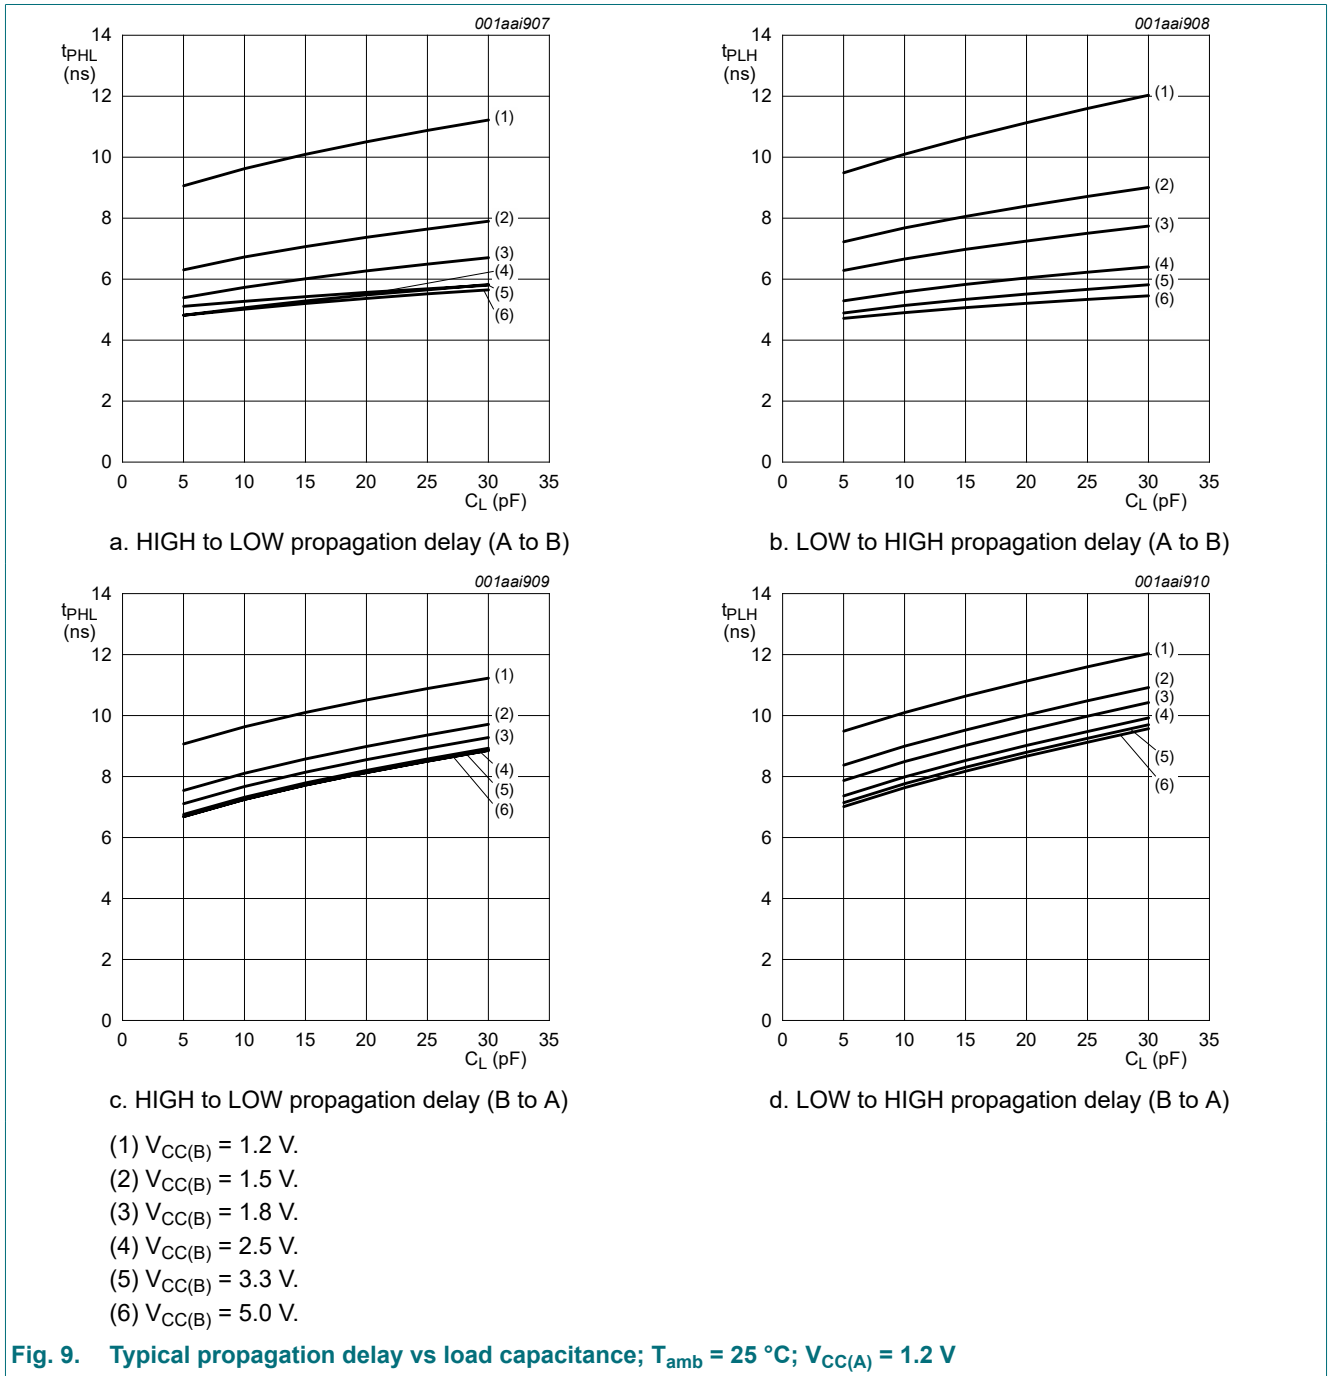 001aai907
tPHL
(ns)
14
12
10
8
6
4
2
0
0 5 10 15 20 25 30 35
CL (pF)
(1)
(2)
(3)
(4)
(5)
(6)
a. HIGH to LOW propagation delay (A to B)
001aai908
tPLH
(ns)
14
12
10
8
6
4
2
0
0 5 10 15 20 25 30 35
CL (pF)
(1)
(2)
(3)
(4)
(5)
(6)
b. LOW to HIGH propagation delay (A to B)
001aai909
tPHL
(ns)
14
12
10
8
6
4
2
0
0 5 10 15 20 25 30 35
CL (pF)
(1)
(2)
(3)
(4)
(5)
(6)
c. HIGH to LOW propagation delay (B to A)
001aai910
tPLH
(ns)
14
12
10
8
6
4
2
0
0 5 10 15 20 25 30 35
CL (pF)
(1)
(2)
(3)
(4)
(5)
(6)
d. LOW to HIGH propagation delay (B to A)
(1) VCC(B) = 1.2 V.
(2) VCC(B) = 1.5 V.
(3) VCC(B) = 1.8 V.
(4) VCC(B) = 2.5 V.
(5) VCC(B) = 3.3 V.
(6) VCC(B) = 5.0 V.
Fig. 9. Typical propagation delay vs load capacitance; Tamb = 25 °C; VCC(A) = 1.2 V